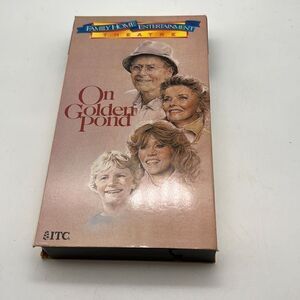 FAMILY HOME ENTERTAINMENT
THEATRE
On
Golden
Pond
ITC